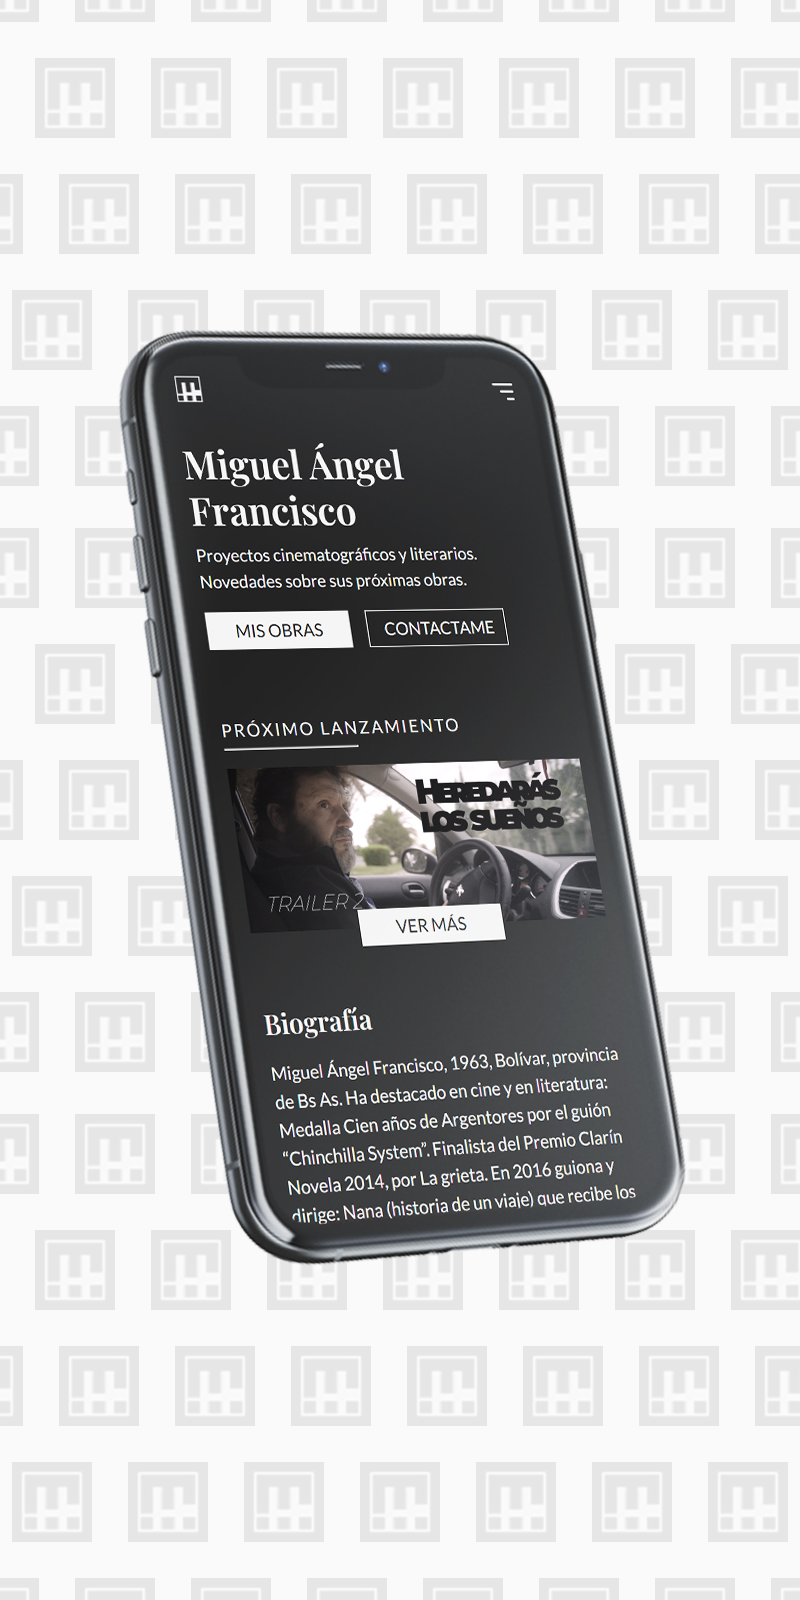 Miguel Ángel
Francisco
Proyectos cinematográficos y literarios.
Novedades sobre sus próximas obras.
MIS OBRAS
CONTACTAME
PRÓXIMO LANZAMIENTO
HEREDARÁS
LOS SUEÑOS
TRAILER 2
VER MÁS
Biografía
Miguel Ángel Francisco, 1963, Bolívar, provincia
de Bs As. Ha destacado en cine y en literatura:
Medalla Cien años de Argentores por el guión
“Chinchilla System”. Finalista del Premio Clarín
Novela 2014, por La grieta. En 2016 guiona y
dirige: Nana (historia de un viaje) que recibe los